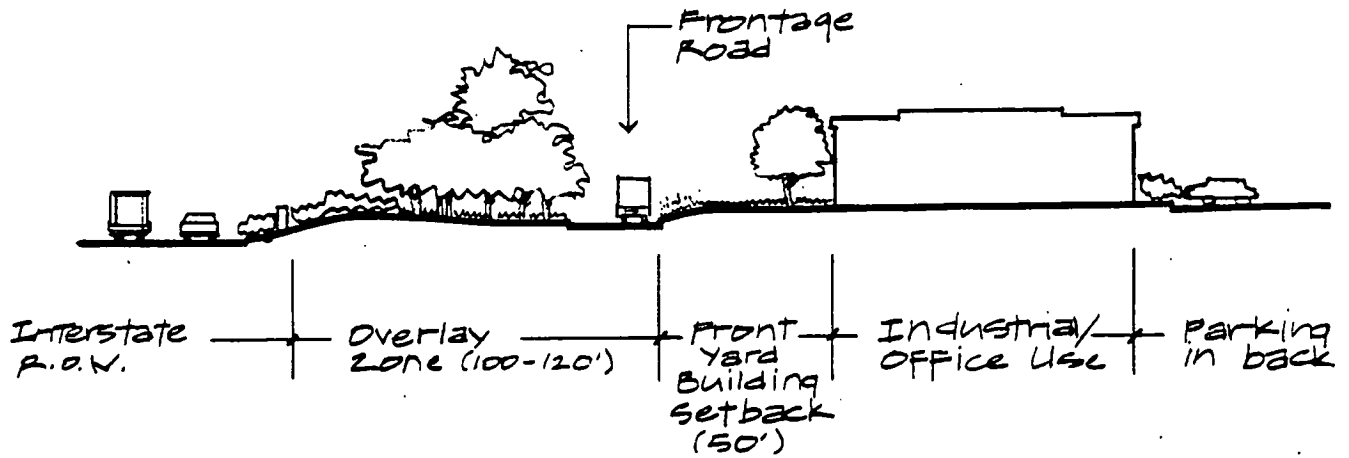 Frontage
Road
Interstate
R.O.W.
Overlay
Zone (100-120')
Front
Yard
Building
Setback
(50')
Industrial/
Office Use
Parking
in back